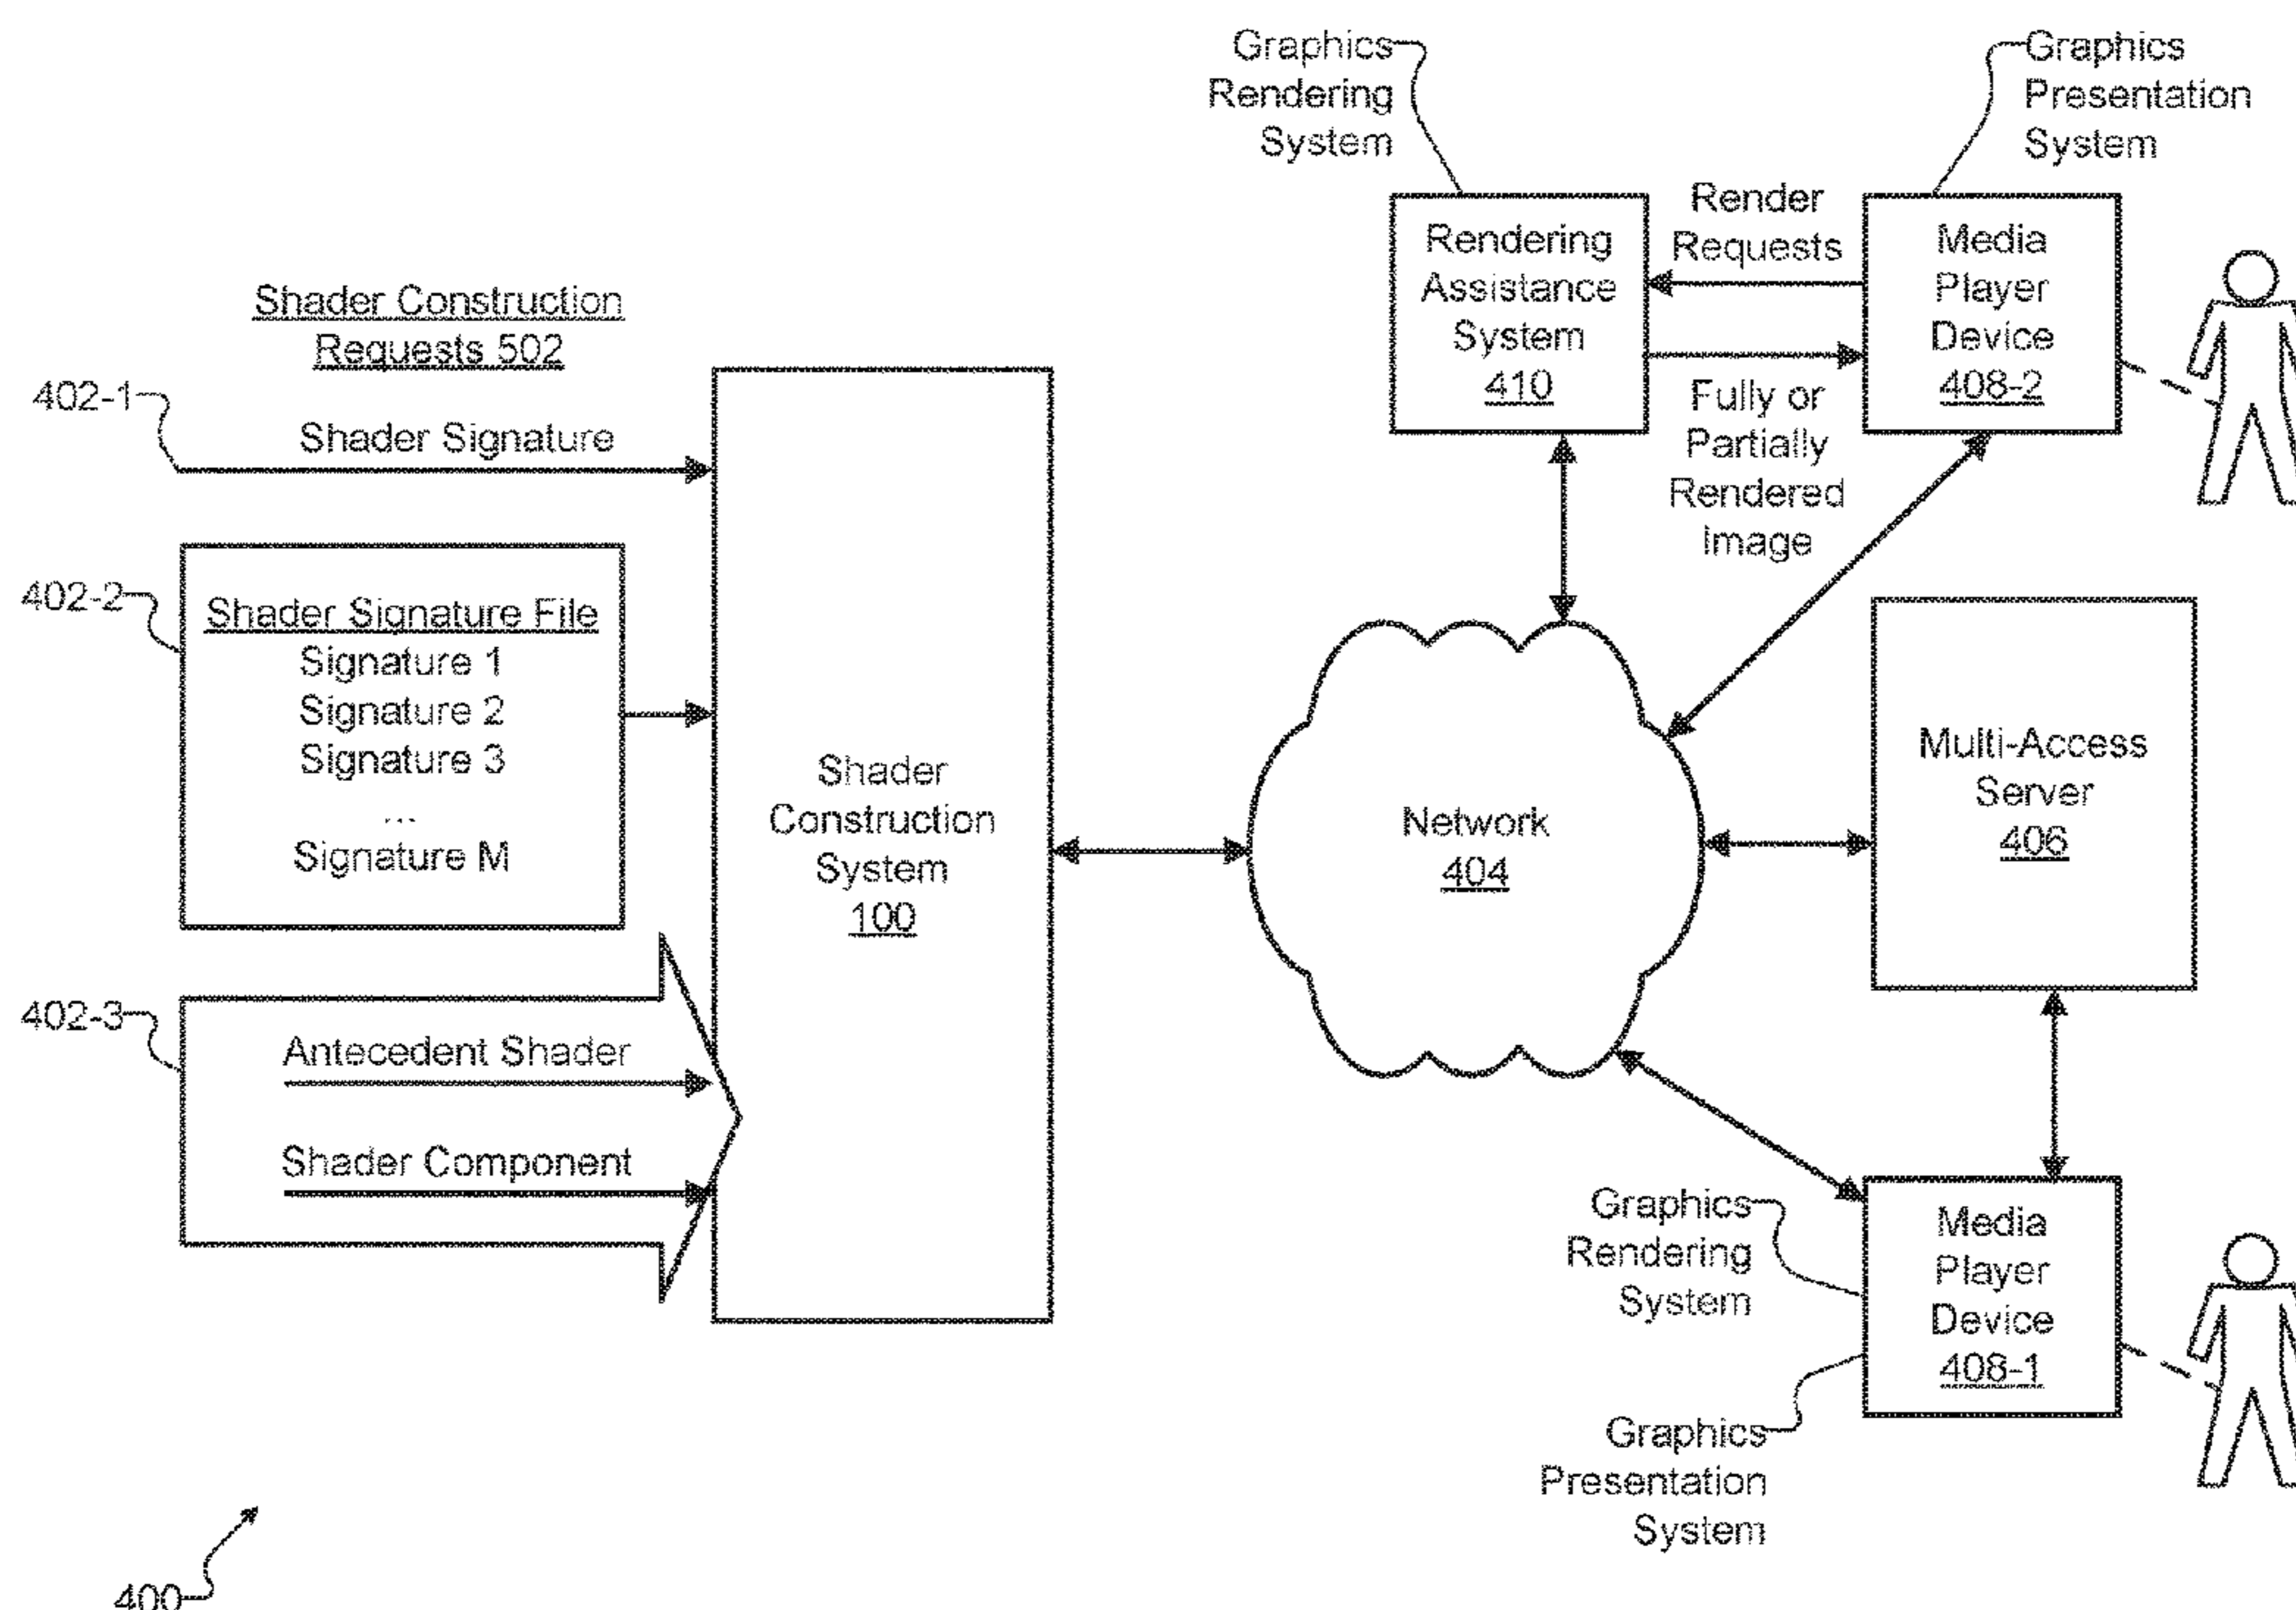 Shader Construction
Requests 502
402-1
Shader Signature
402-2
Shader Signature File
Signature 1
Signature 2
Signature 3
...
Signature M
402-3
Antecedent Shader
Shader Component
Shader
Construction
System
100
Network
404
Graphics
Rendering
System
Rendering
Assistance
System
410
Render
Requests
Fully or
Partially
Rendered
Image
Graphics
Presentation
System
Media
Player
Device
408-2
Multi-Access
Server
406
Graphics
Rendering
System
Graphics
Presentation
System
Media
Player
Device
408-1
400